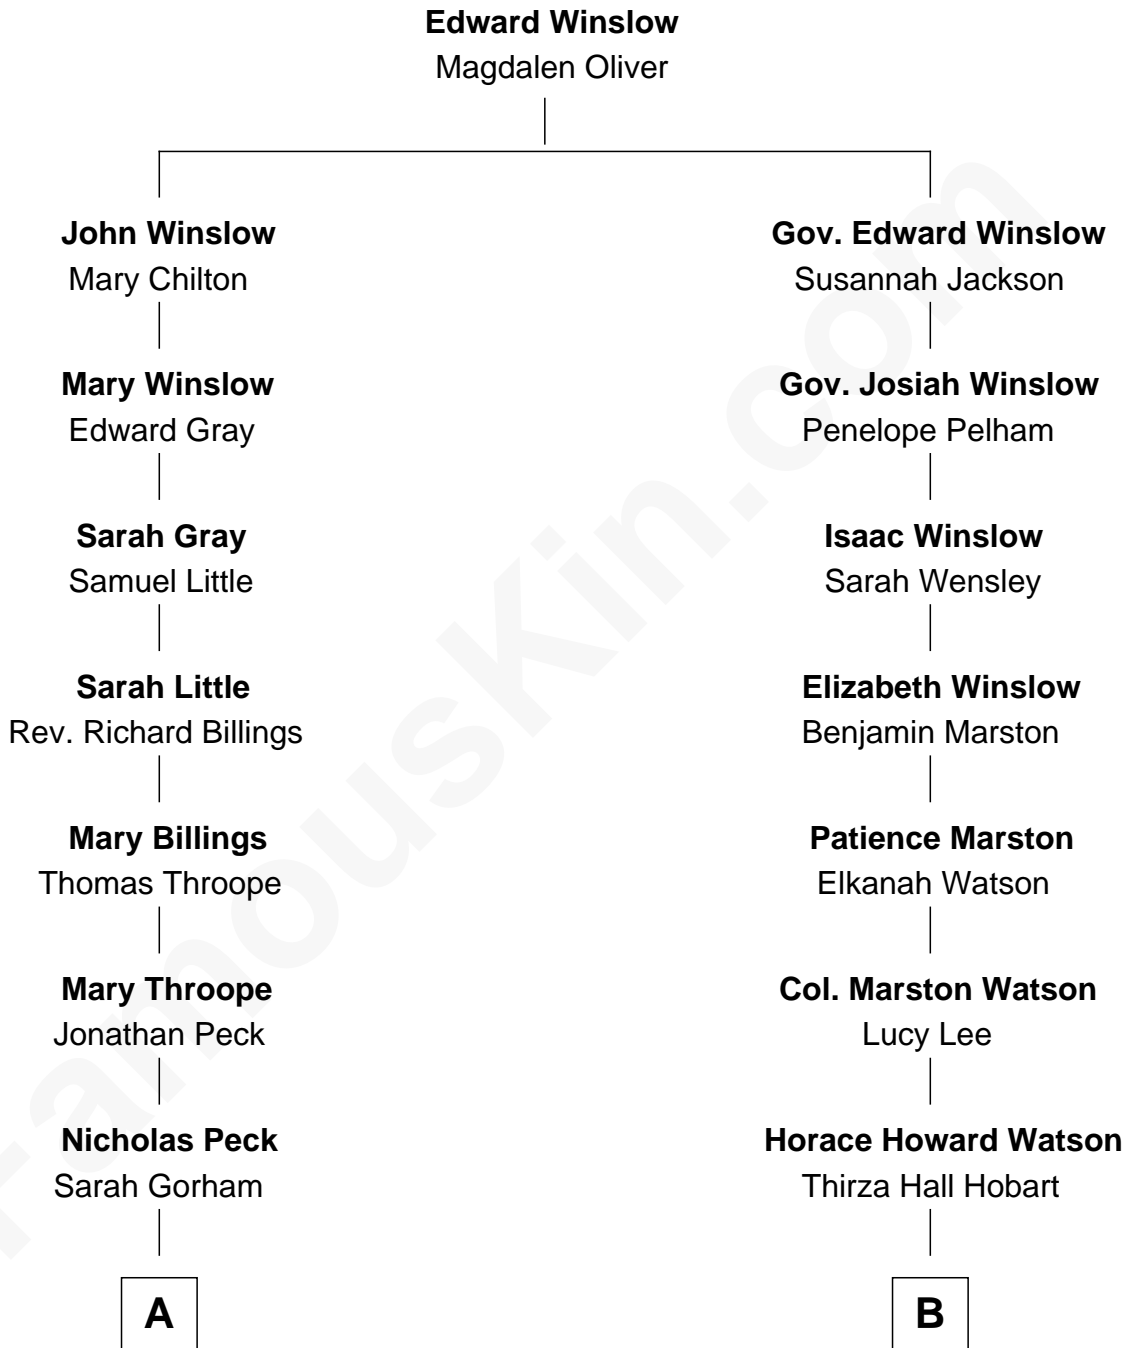 Edward Winslow
Magdalen Oliver
John Winslow
Mary Chilton
Gov. Edward Winslow
Susannah Jackson
Mary Winslow
Edward Gray
Gov. Josiah Winslow
Penelope Pelham
Sarah Gray
Samuel Little
Isaac Winslow
Sarah Wensley
Sarah Little
Rev. Richard Billings
Elizabeth Winslow
Benjamin Marston
Mary Billings
Thomas Throope
Patience Marston
Elkanah Watson
Mary Throope
Jonathan Peck
Col. Marston Watson
Lucy Lee
Nicholas Peck
Sarah Gorham
Horace Howard Watson
Thirza Hall Hobart
A
B
FamousKin.com